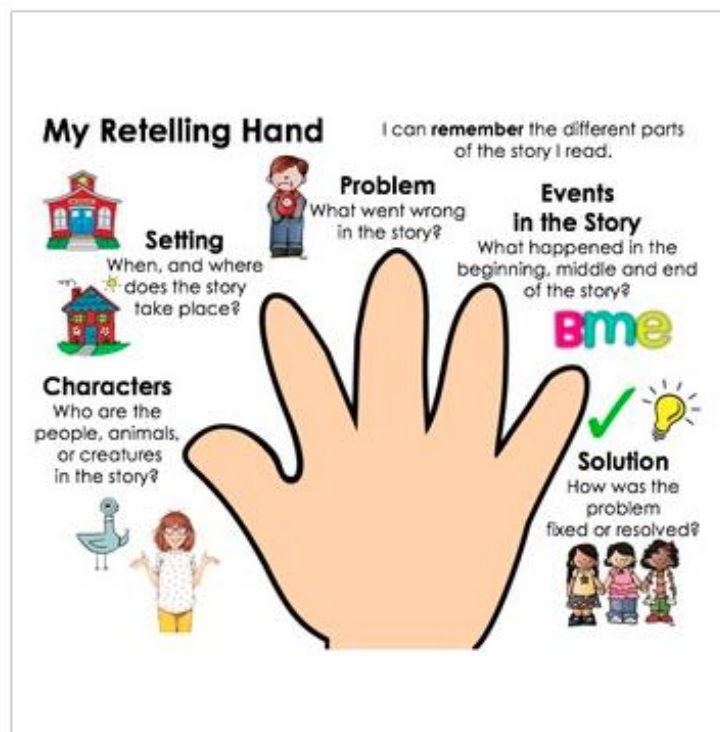 My Retelling Hand
I can remember the different parts
of the story I read.
Problem
What went wrong
in the story?
Events
in the Story
What happened in the
beginning, middle and end
of the story?
Bme
Setting
When, and where
does the story
take place?
Characters
Who are the
people, animals,
or creatures
in the story?
Solution
How was the
problem
fixed or resolved?